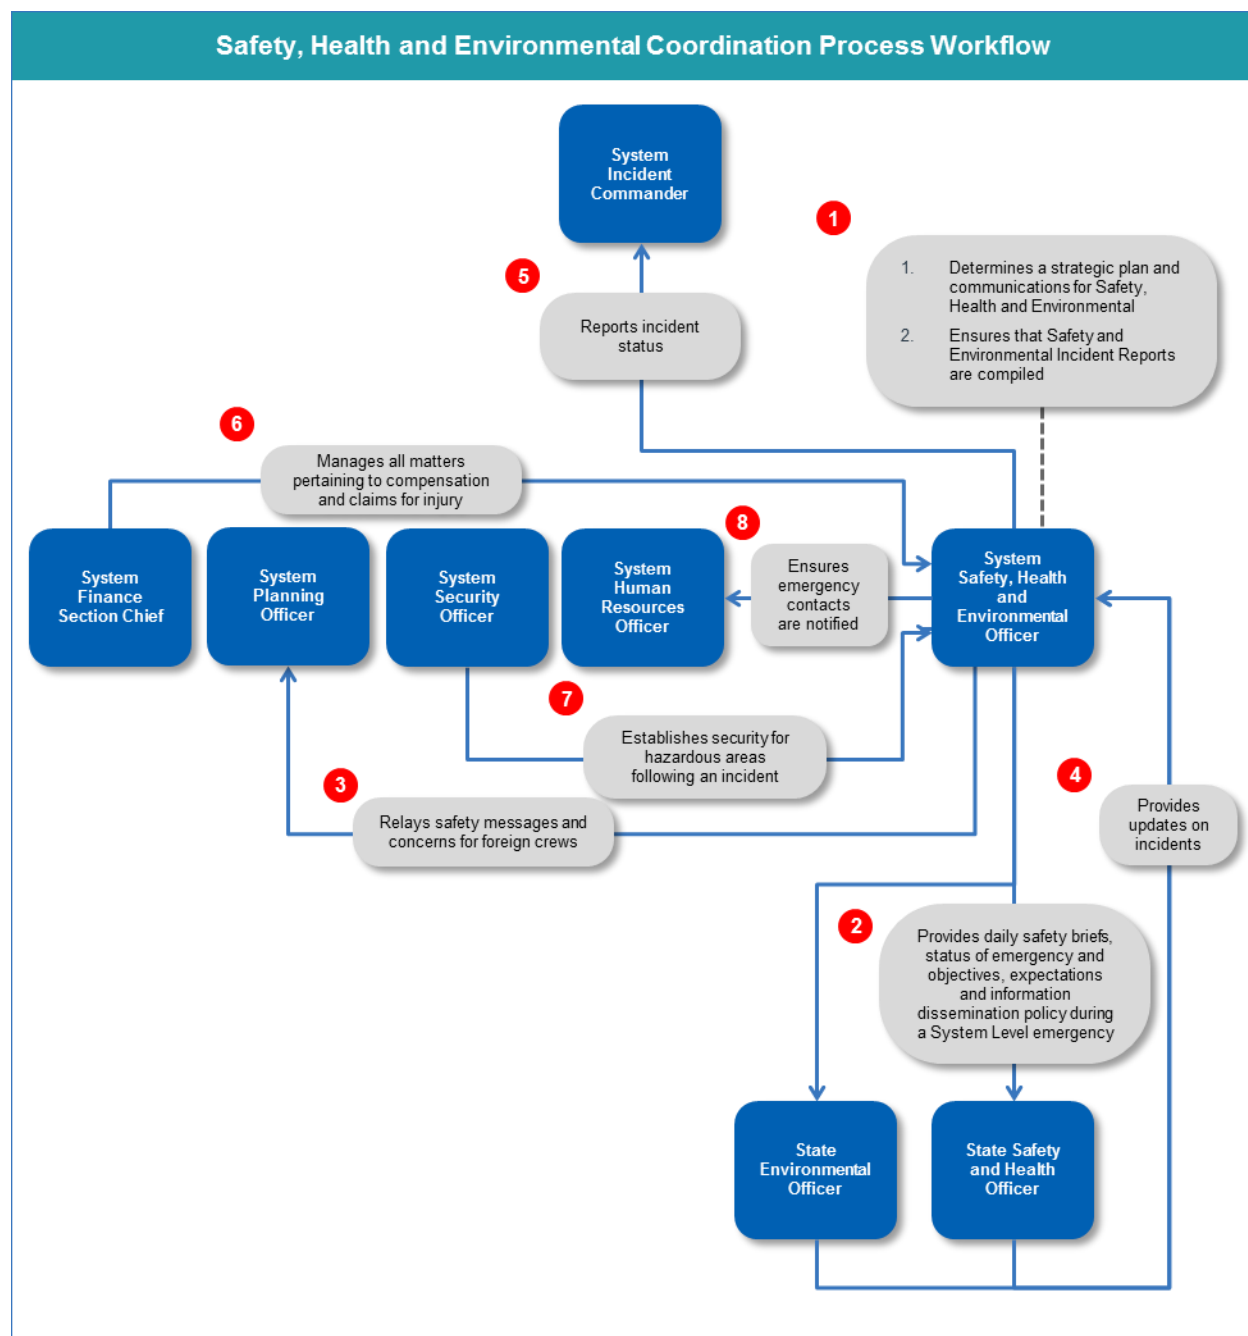 Safety, Health and Environmental Coordination Process Workflow
System
Incident
Commander
1
1. Determines a strategic plan and
communications for Safety,
Health and Environmental
2. Ensures that Safety and
Environmental Incident Reports
are compiled
5
Reports incident
status
6
Manages all matters
pertaining to compensation
and claims for injury
System
Finance
Section Chief
System
Planning
Officer
System
Security
Officer
System
Human
Resources
Officer
8
Ensures
emergency
contacts
are notified
System
Safety, Health
and
Environmental
Officer
7
Establishes security for
hazardous areas
following an incident
3
Relays safety messages and
concerns for foreign crews
4
Provides
updates on
incidents
2
Provides daily safety briefs,
status of emergency and
objectives, expectations
and information
dissemination policy during
a System Level emergency
State
Environmental
Officer
State Safety
and Health
Officer